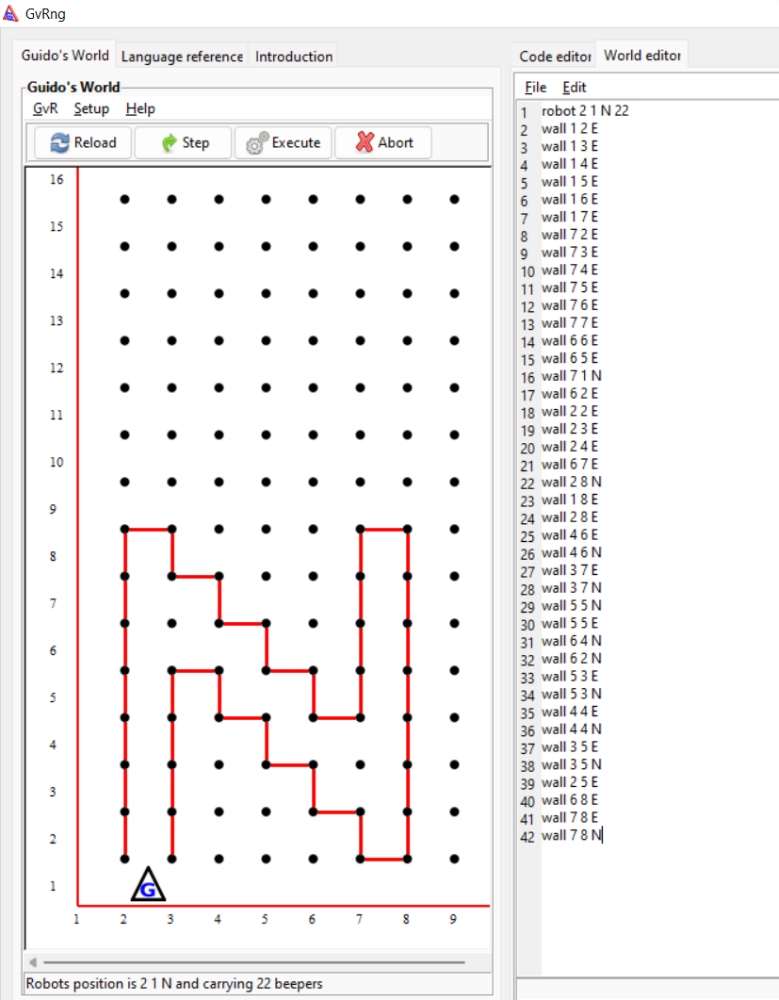 GvRng
Guido's World Language reference Introduction
Guido's World
GvR Setup Help
Reload Step Execute Abort
16
15
14
13
12
11
10
9
8
7
6
5
4
3
2
1
G
1 2 3 4 5 6 7 8 9
Robots position is 2 1 N and carrying 22 beepers
Code editor World editor
File Edit
1 robot 2 1 N 22
2 wall 1 2 E
3 wall 1 3 E
4 wall 1 4 E
5 wall 1 5 E
6 wall 1 6 E
7 wall 1 7 E
8 wall 7 2 E
9 wall 7 3 E
10 wall 7 4 E
11 wall 7 5 E
12 wall 7 6 E
13 wall 7 7 E
14 wall 6 6 E
15 wall 6 5 E
16 wall 7 1 N
17 wall 6 2 E
18 wall 2 2 E
19 wall 2 3 E
20 wall 2 4 E
21 wall 6 7 E
22 wall 2 8 N
23 wall 1 8 E
24 wall 2 8 E
25 wall 4 6 E
26 wall 4 6 N
27 wall 3 7 E
28 wall 3 7 N
29 wall 5 5 N
30 wall 5 5 E
31 wall 6 4 N
32 wall 6 2 N
33 wall 5 3 E
34 wall 5 3 N
35 wall 4 4 E
36 wall 4 4 N
37 wall 3 5 E
38 wall 3 5 N
39 wall 2 5 E
40 wall 6 8 E
41 wall 7 8 E
42 wall 7 8 N